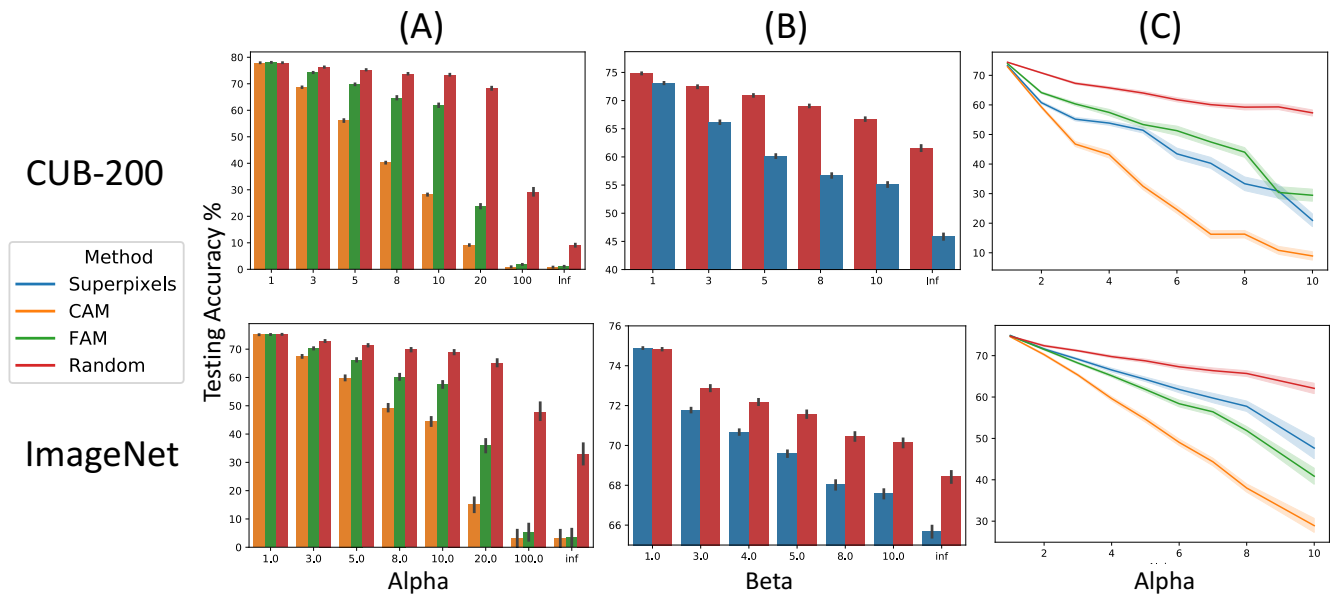 (A) (B) (C)
CUB-200
ImageNet
Method
Superpixels
CAM
FAM
Random
Testing Accuracy %
80
70
60
50
40
30
20
10
0
1 3 5 8 10 20 100 Inf
75
70
65
60
55
50
45
40
1 3 5 8 10 Inf
70
60
50
40
30
20
10
2 4 6 8 10
70
60
50
40
30
20
10
0
1.0 3.0 5.0 8.0 10.0 20.0 100.0 inf
Alpha
76
74
72
70
68
66
1.0 3.0 4.0 5.0 8.0 10.0 inf
Beta
70
60
50
40
30
2 4 6 8 10
Alpha